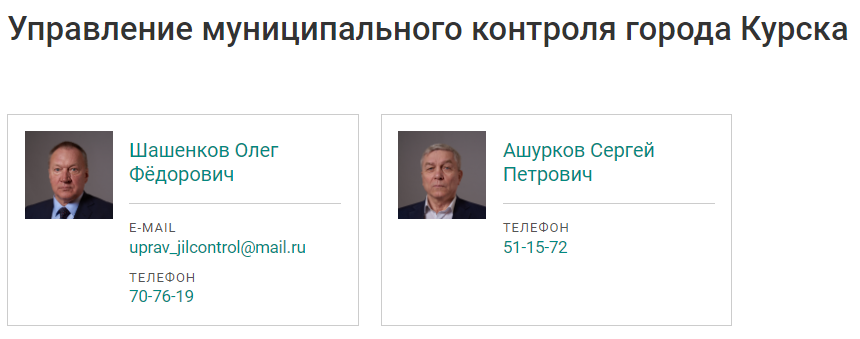 Управление муниципального контроля города Курска
Шашенков Олег
Фёдорович
E-MAIL
uprav_jilcontrol@mail.ru
ТЕЛЕФОН
70-76-19
Ашурков Сергей
Петрович
ТЕЛЕФОН
51-15-72